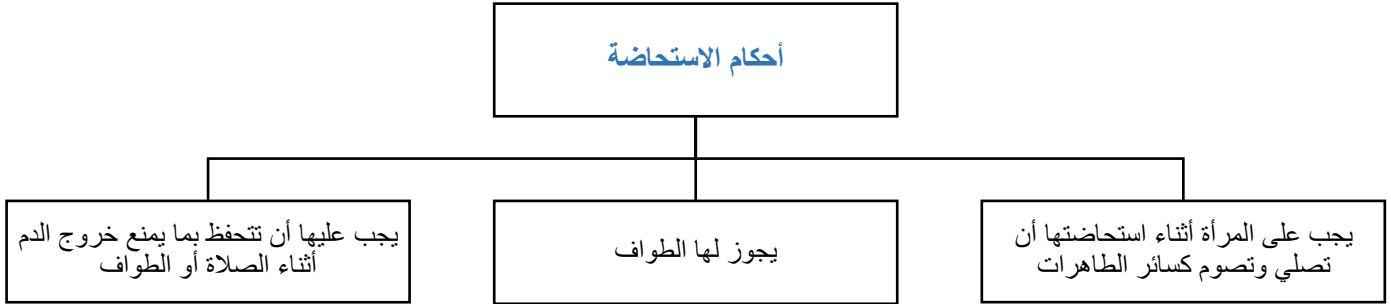 أحكام الاستحاضة
يجب على المرأة أثناء استحاضتها أن
تصلي وتصوم كسائر الطاهرات
يجوز لها الطواف
يجب عليها أن تتحفظ بما يمنع خروج الدم
أثناء الصلاة أو الطواف